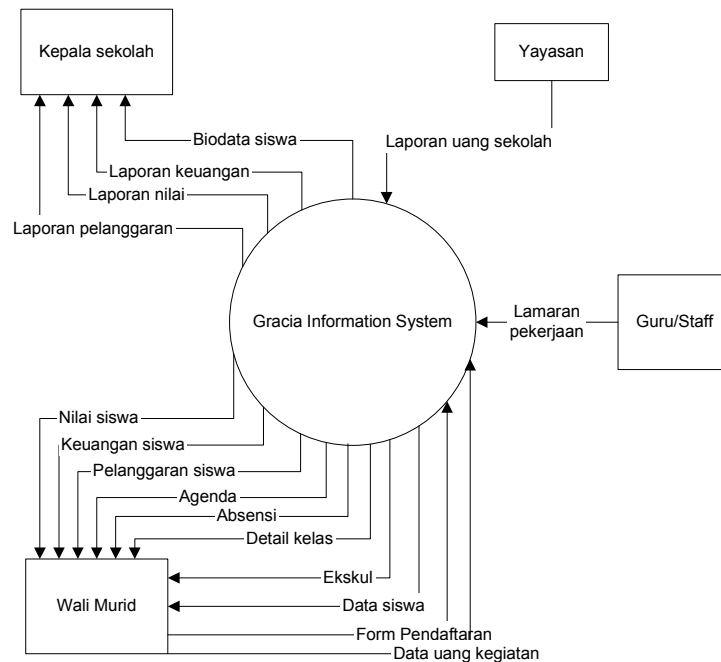 Kepala sekolah
Yayasan
Biodata siswa
Laporan uang sekolah
Laporan keuangan
Laporan nilai
Laporan pelanggaran
Gracia Information System
Lamaran
pekerjaan
Guru/Staff
Nilai siswa
Keuangan siswa
Pelanggaran siswa
Agenda
Absensi
Detail kelas
Ekskul
Wali Murid
Data siswa
Form Pendaftaran
Data uang kegiatan